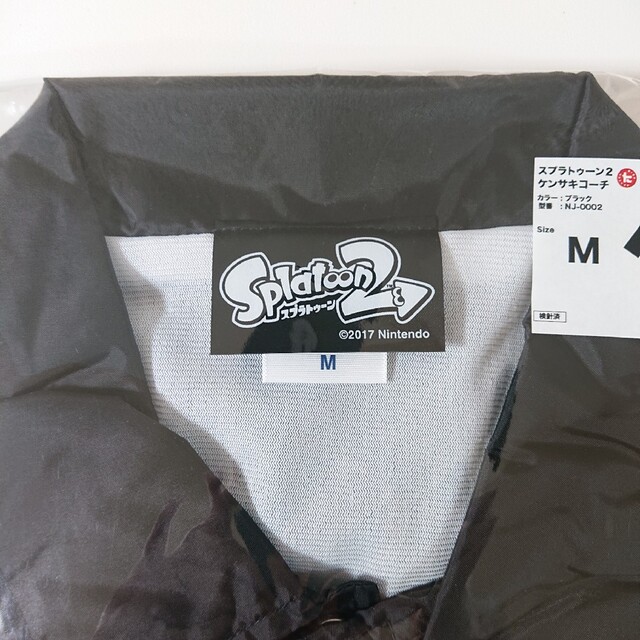 Splatoon2
スプラトゥーン
TM
©2017 Nintendo
M
スプラトゥーン2
ケンサキコーチ
カラー：ブラック
型番：NJ-0002
Size
M
検針済